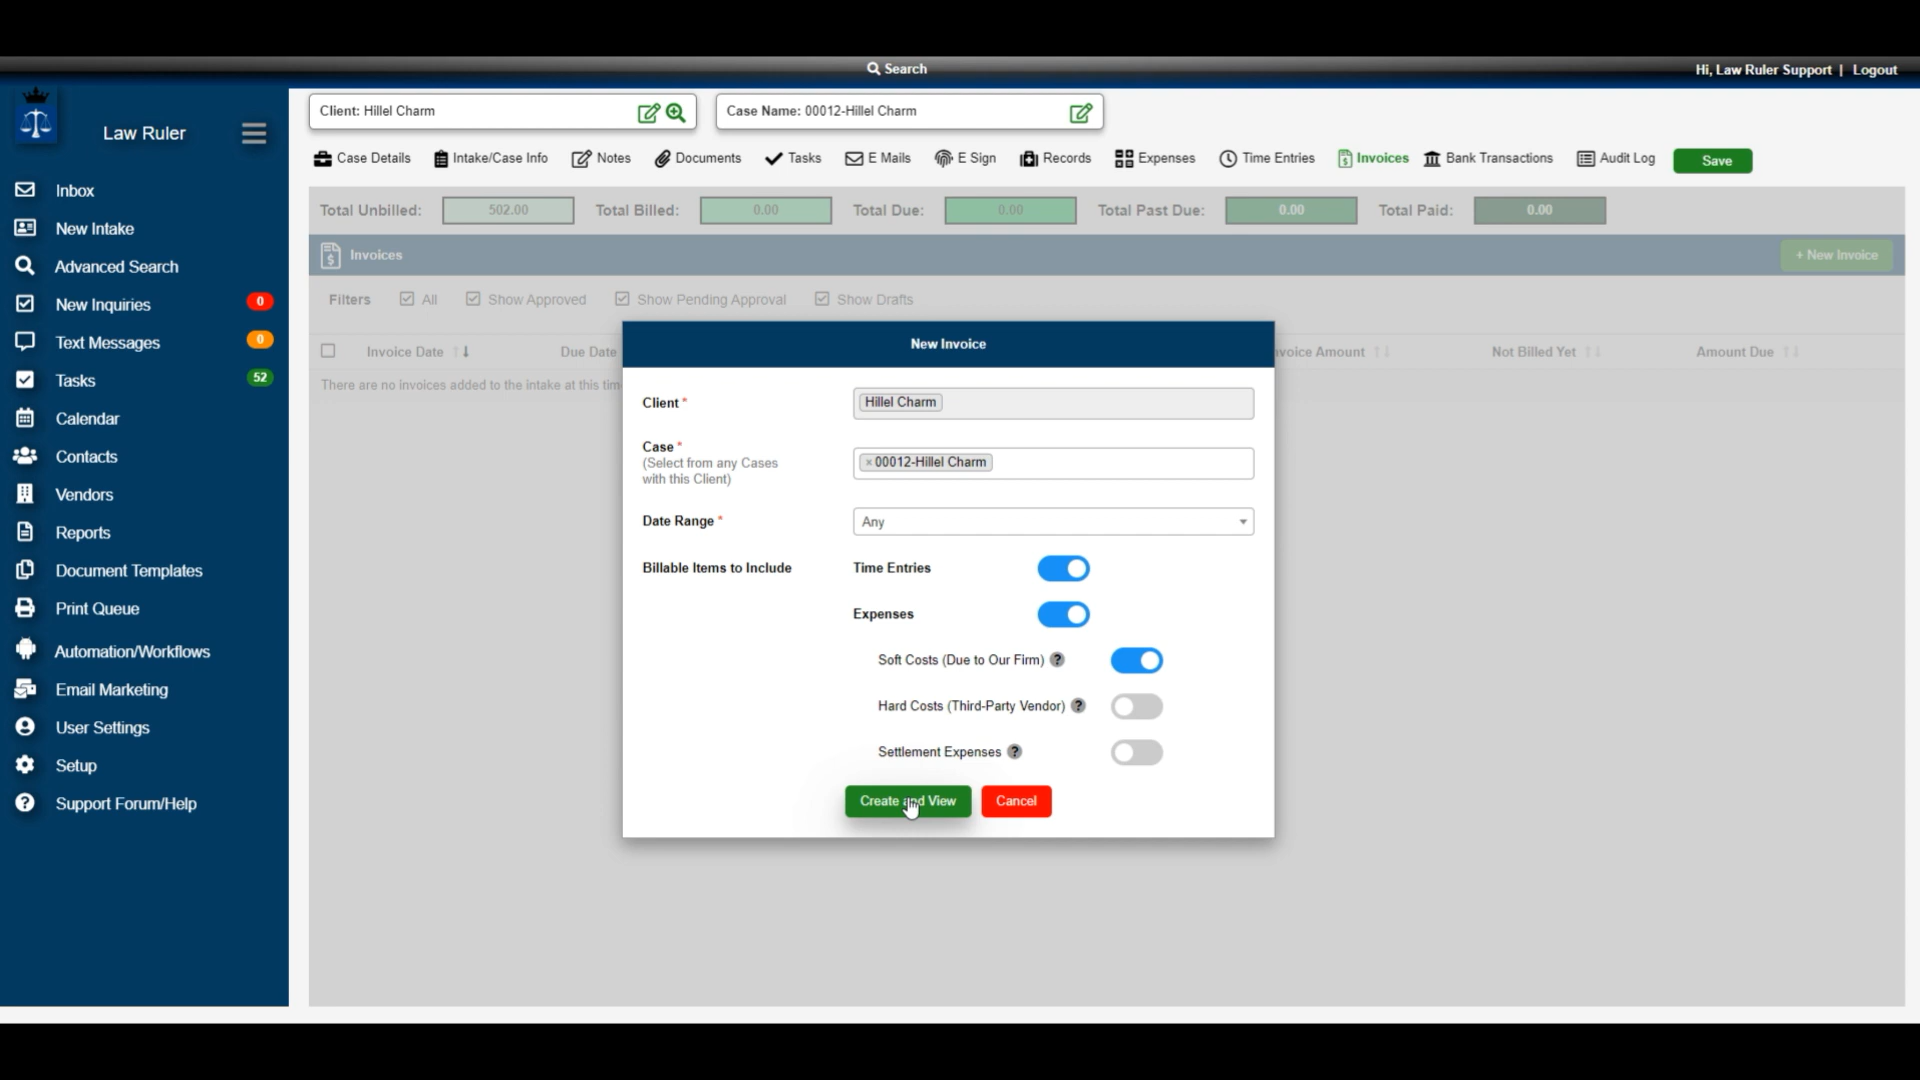 Search
Hi, Law Ruler Support | Logout
Law Ruler
Client: Hillel Charm
Case Name: 00012-Hillel Charm
Case Details Intake/Case Info Notes Documents Tasks E Mails E Sign Records Expenses Time Entries Invoices Bank Transactions Audit Log Save
Inbox
New Intake
Advanced Search
New Inquiries 0
Text Messages 0
Tasks 52
Calendar
Contacts
Vendors
Reports
Document Templates
Print Queue
Automation/Workflows
Email Marketing
User Settings
Setup
Support Forum/Help
Total Unbilled: 502.00 Total Billed: 0.00 Total Due: 0.00 Total Past Due: 0.00 Total Paid: 0.00
Invoices + New Invoice
Filters All Show Approved Show Pending Approval Show Drafts
Invoice Date Due Date voice Amount Not Billed Yet Amount Due
There are no invoices added to the intake at this tim
New Invoice
Client * Hillel Charm
Case *
(Select from any Cases
with this Client)
× 00012-Hillel Charm
Date Range * Any
Billable Items to Include Time Entries
Expenses
Soft Costs (Due to Our Firm) ?
Hard Costs (Third-Party Vendor) ?
Settlement Expenses ?
Create and View Cancel